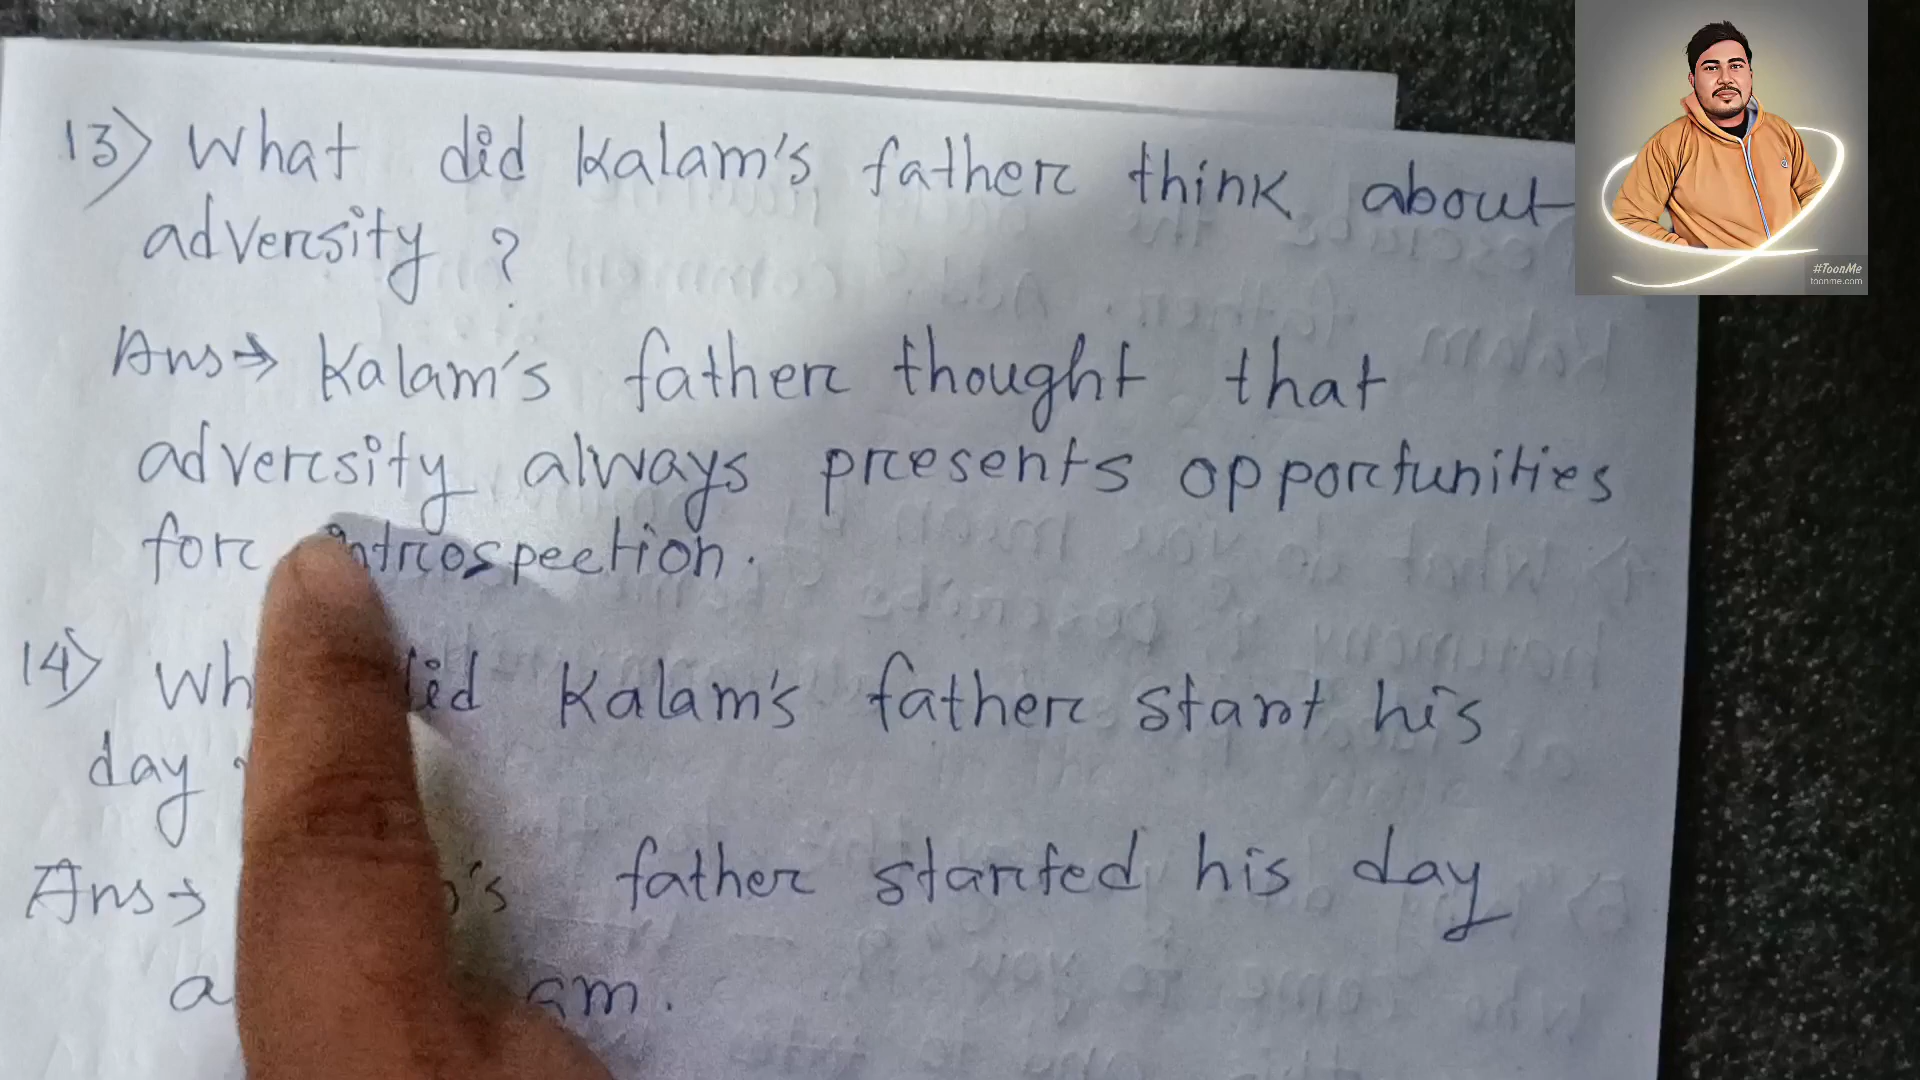 13) What did Kalam's father think about
adversity ?
Ans→ Kalam's father thought that
adversity always presents opportunities
for introspection.
14) did Kalam's father start his
day
Ans→ father started his day
am.
#ToonMe
toonme.com